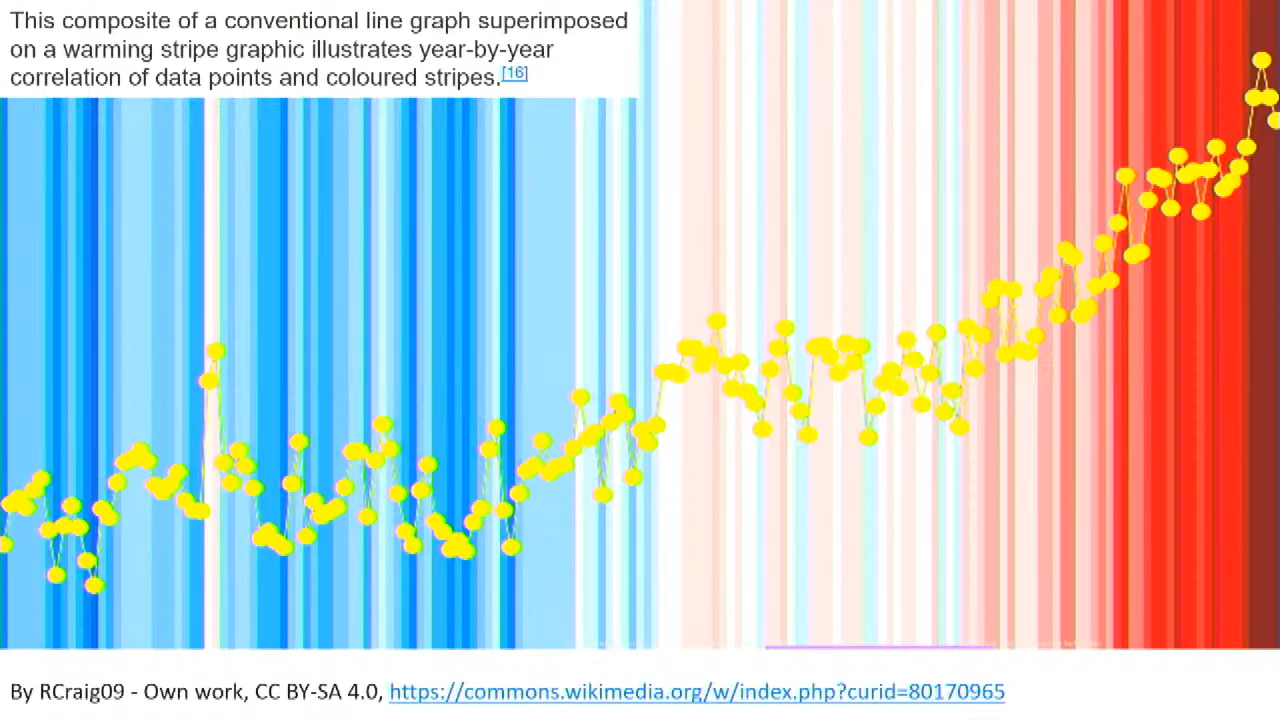 This composite of a conventional line graph superimposed
on a warming stripe graphic illustrates year-by-year
correlation of data points and coloured stripes.[16]
By RCraig09 - Own work, CC BY-SA 4.0, https://commons.wikimedia.org/w/index.php?curid=80170965